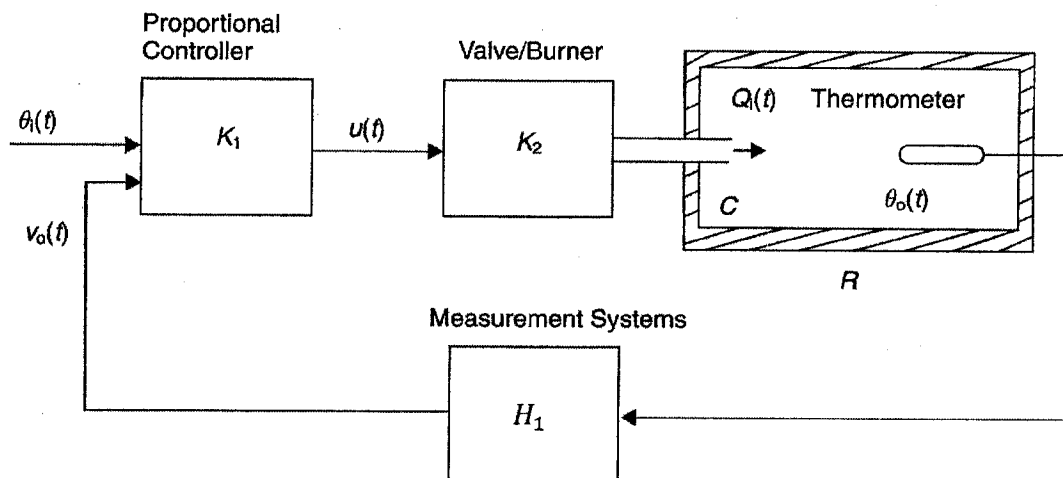 Proportional
Controller
Valve/Burner
Qᵢ(t) Thermometer
θᵢ(t)
K₁
u(t)
K₂
C
θₒ(t)
vₒ(t)
R
Measurement Systems
H₁